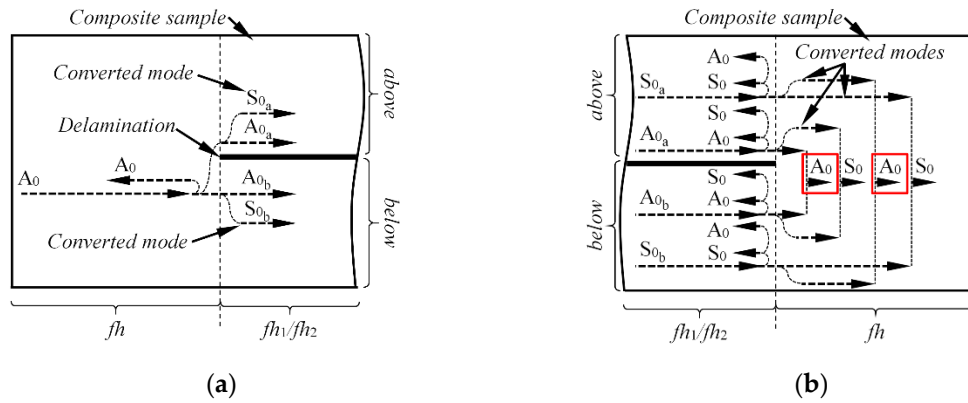 Composite sample
Converted mode
S0a
A0a
Delamination
above
A0
A0
A0b
S0b
Converted mode
below
fh
fh1/fh2
(a)
Composite sample
Converted modes
A0
S0a
S0
S0
above
A0a
A0
A0
S0
A0
S0
S0
A0b
A0
A0
S0b
S0
below
fh1/fh2
fh
(b)